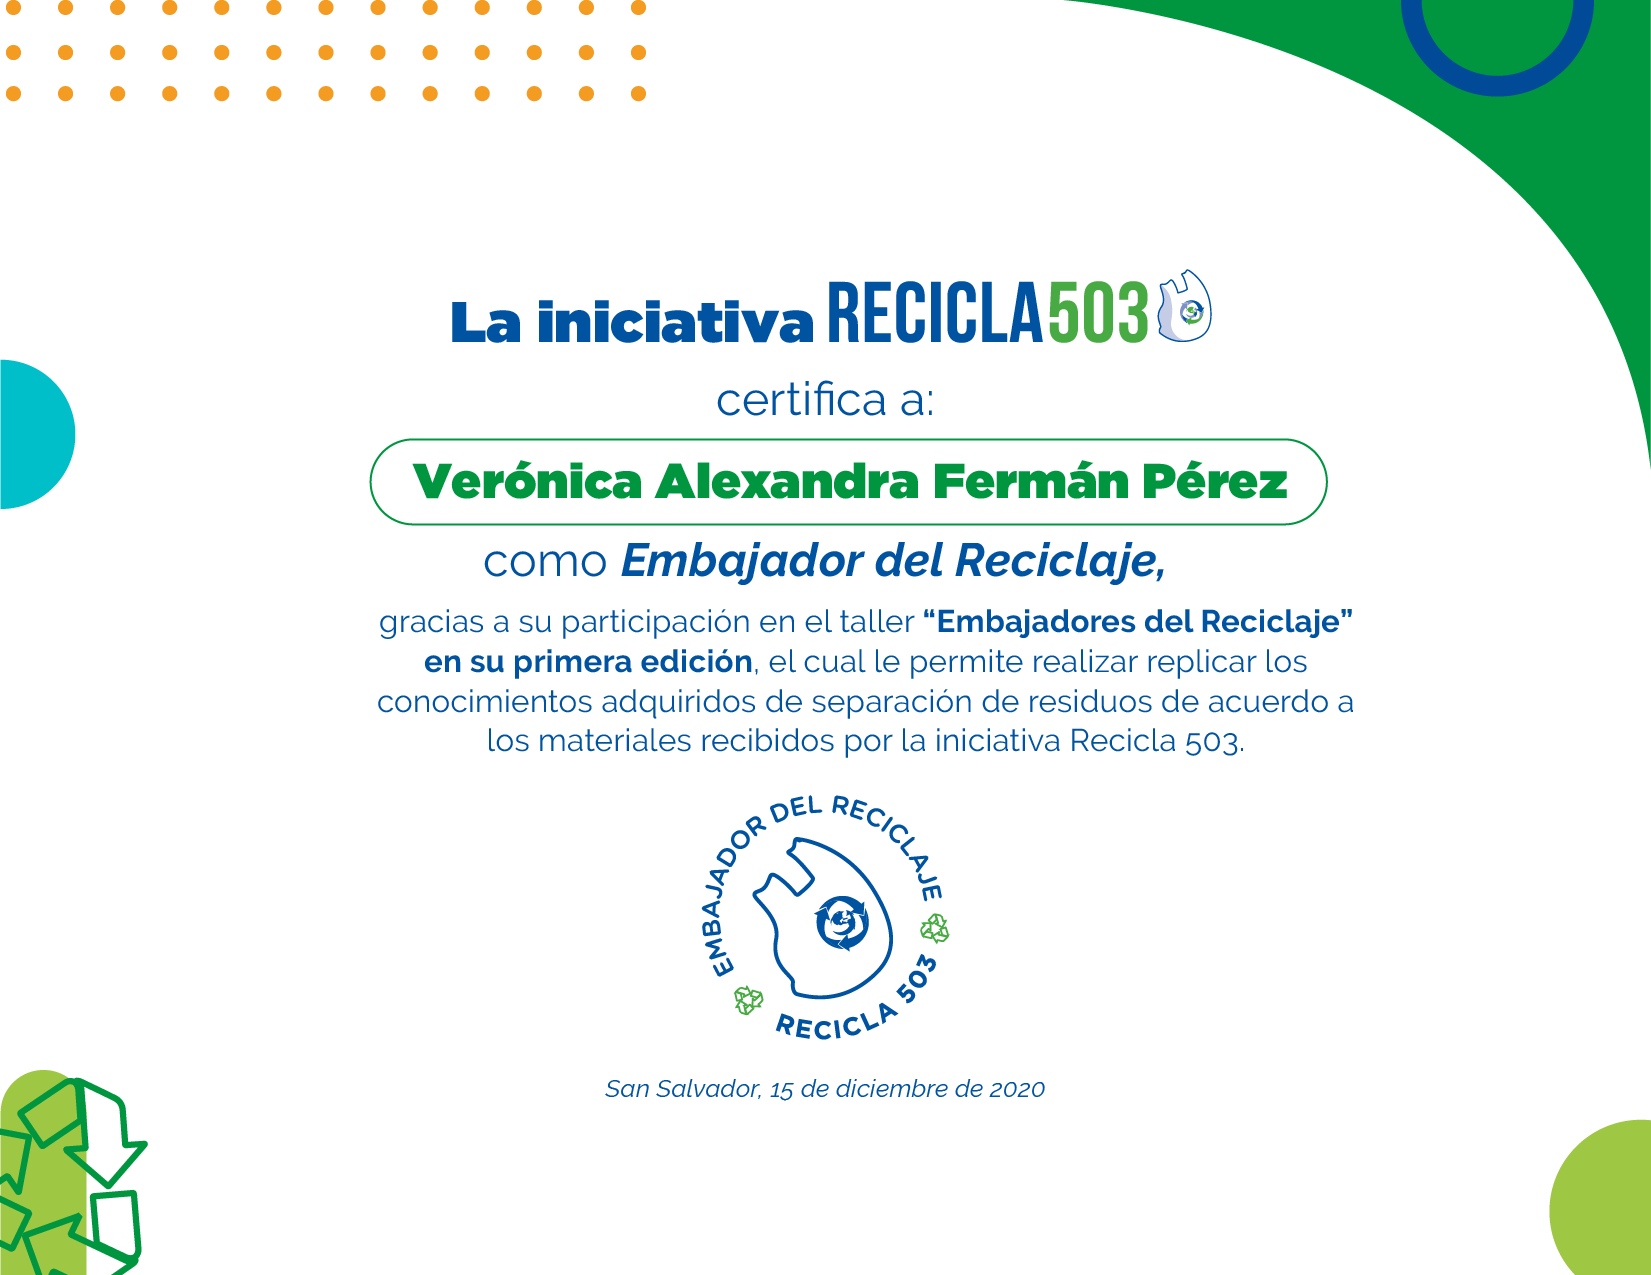 La iniciativa RECICLA503
certifica a:
Verónica Alexandra Fermán Pérez
como Embajador del Reciclaje,
gracias a su participación en el taller “Embajadores del Reciclaje”
en su primera edición, el cual le permite realizar replicar los
conocimientos adquiridos de separación de residuos de acuerdo a
los materiales recibidos por la iniciativa Recicla 503.
EMBAJADOR DEL RECICLAJE
RECICLA 503
San Salvador, 15 de diciembre de 2020